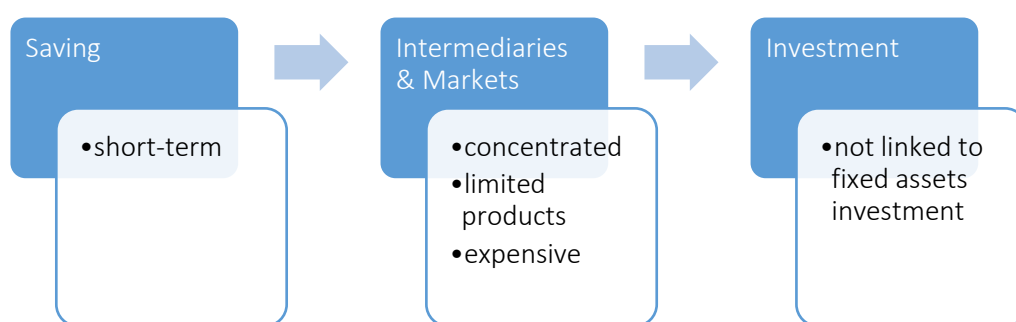 Saving
•short-term
Intermediaries
& Markets
•concentrated
•limited
products
•expensive
Investment
•not linked to
fixed assets
investment